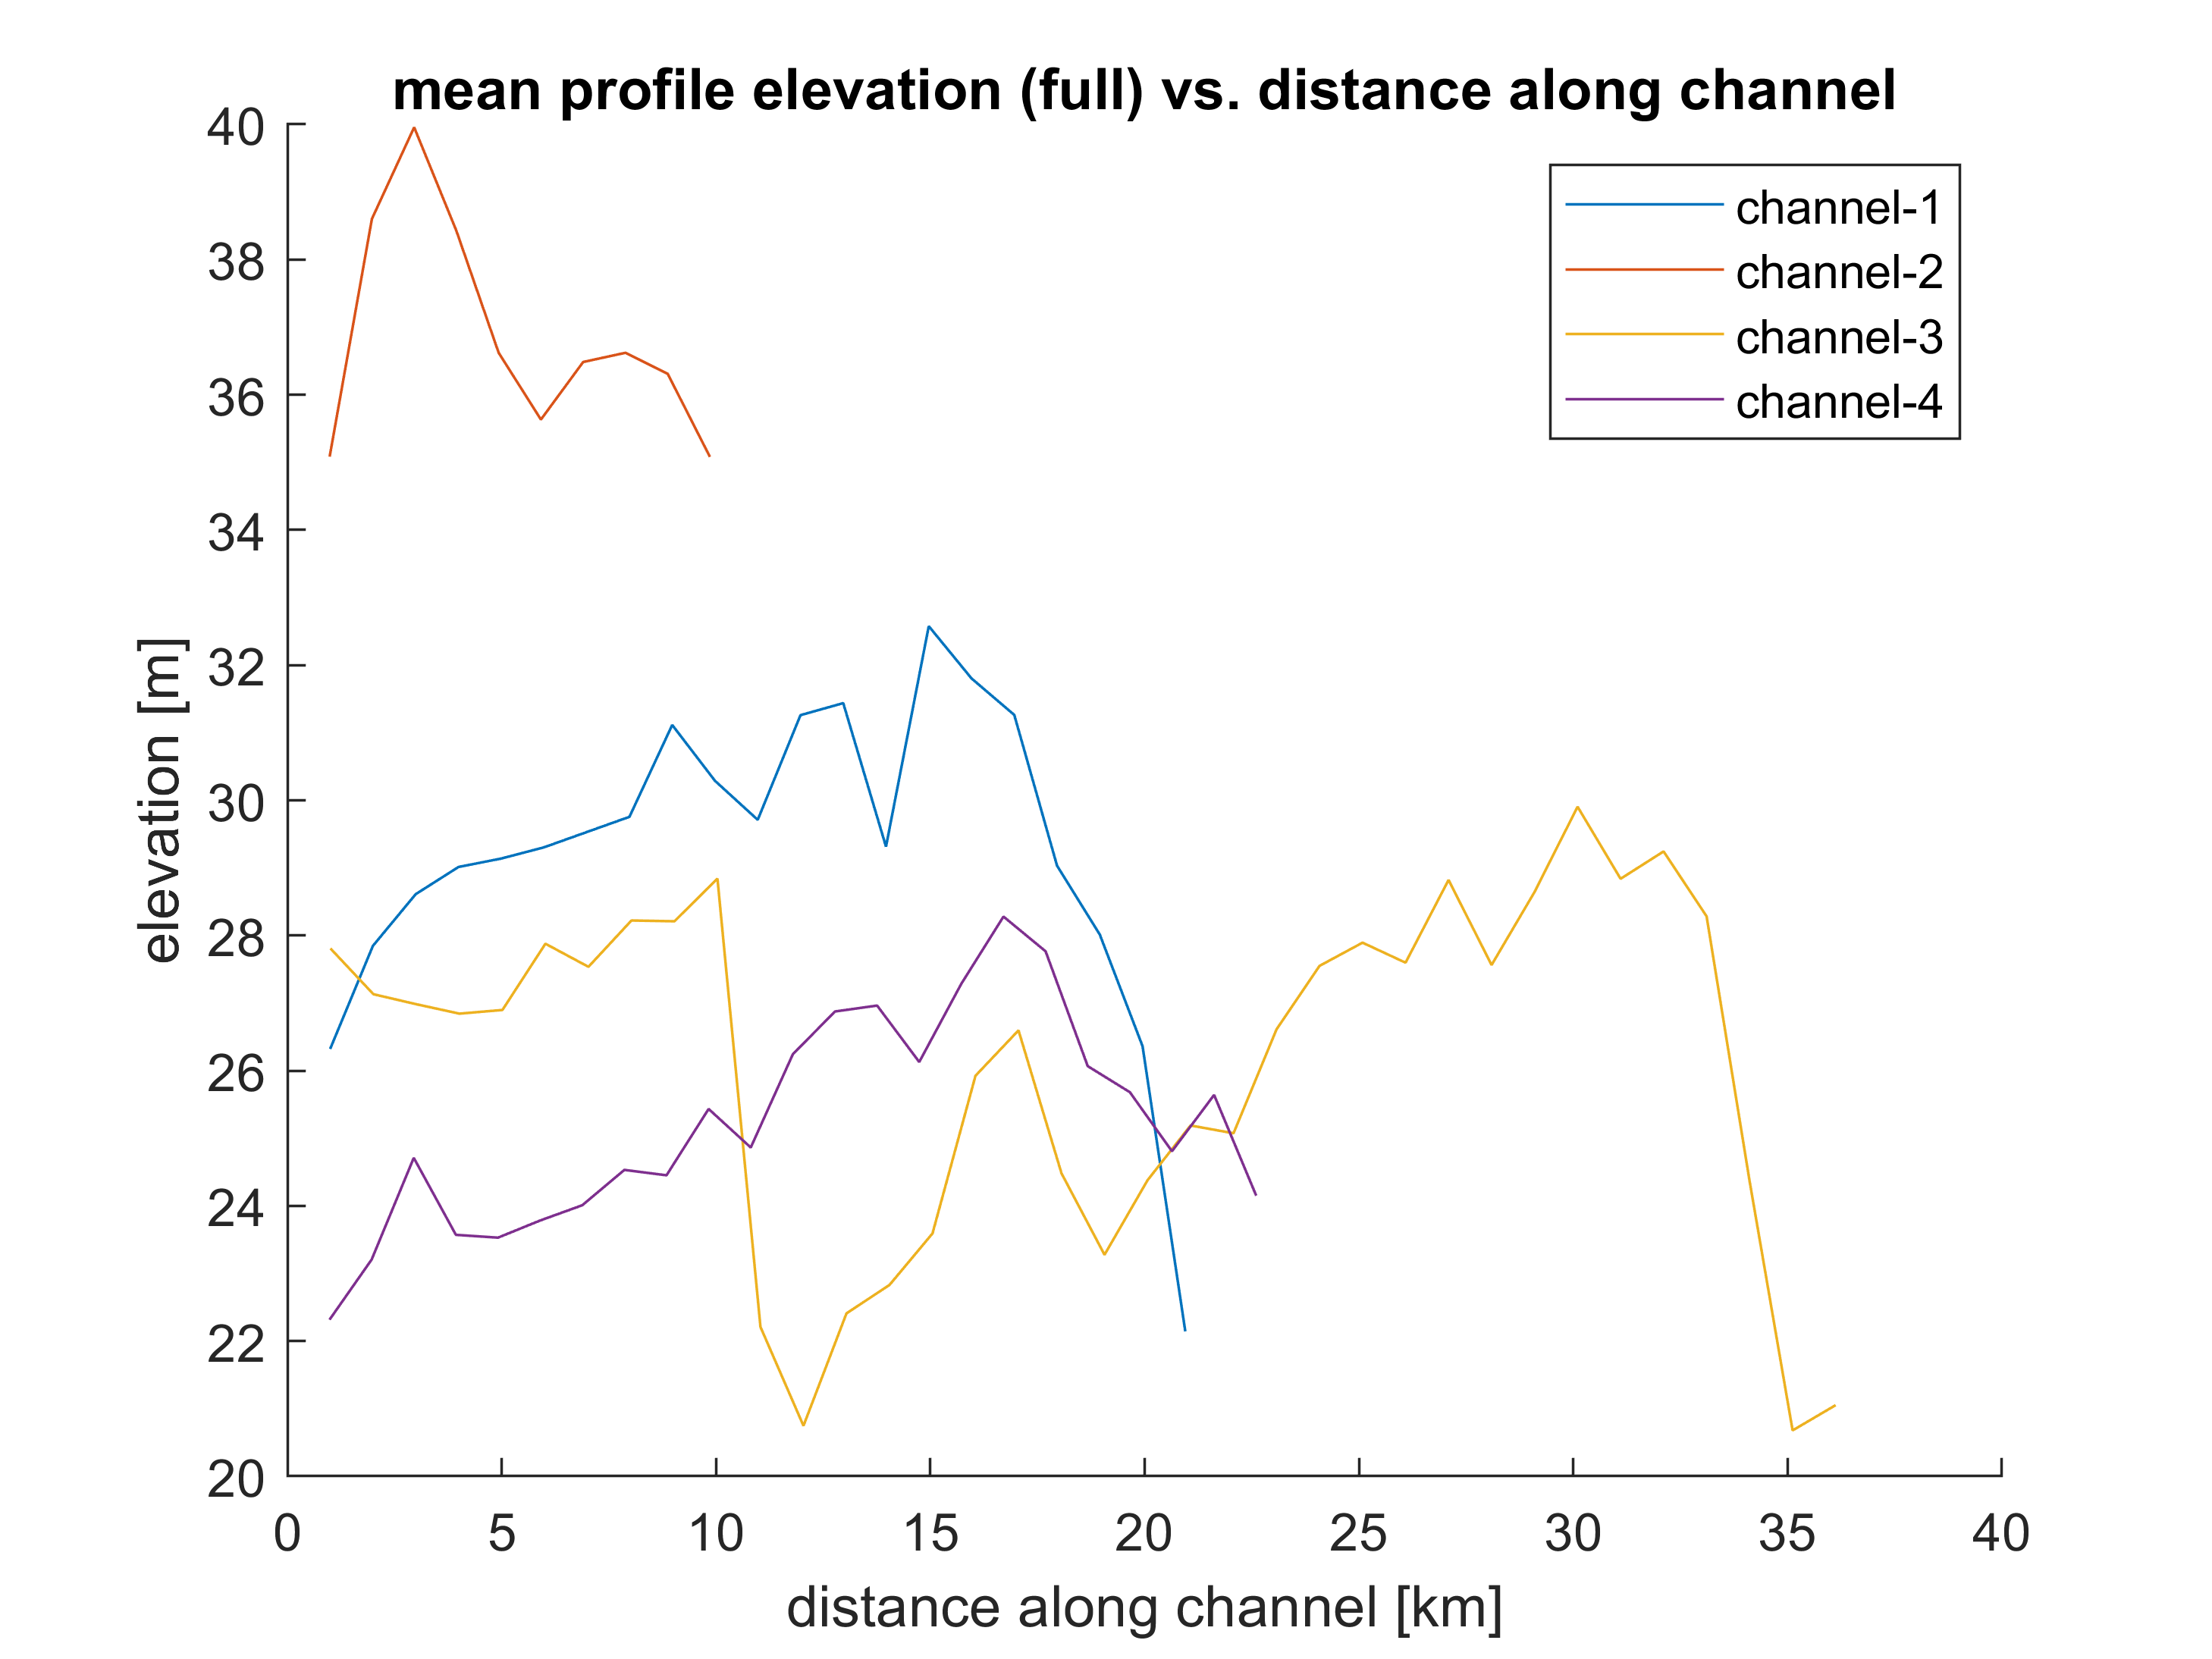 mean profile elevation (full) vs. distance along channel
channel-1
channel-2
channel-3
channel-4
elevation [m]
40
38
36
34
32
30
28
26
24
22
20
0 5 10 15 20 25 30 35 40
distance along channel [km]